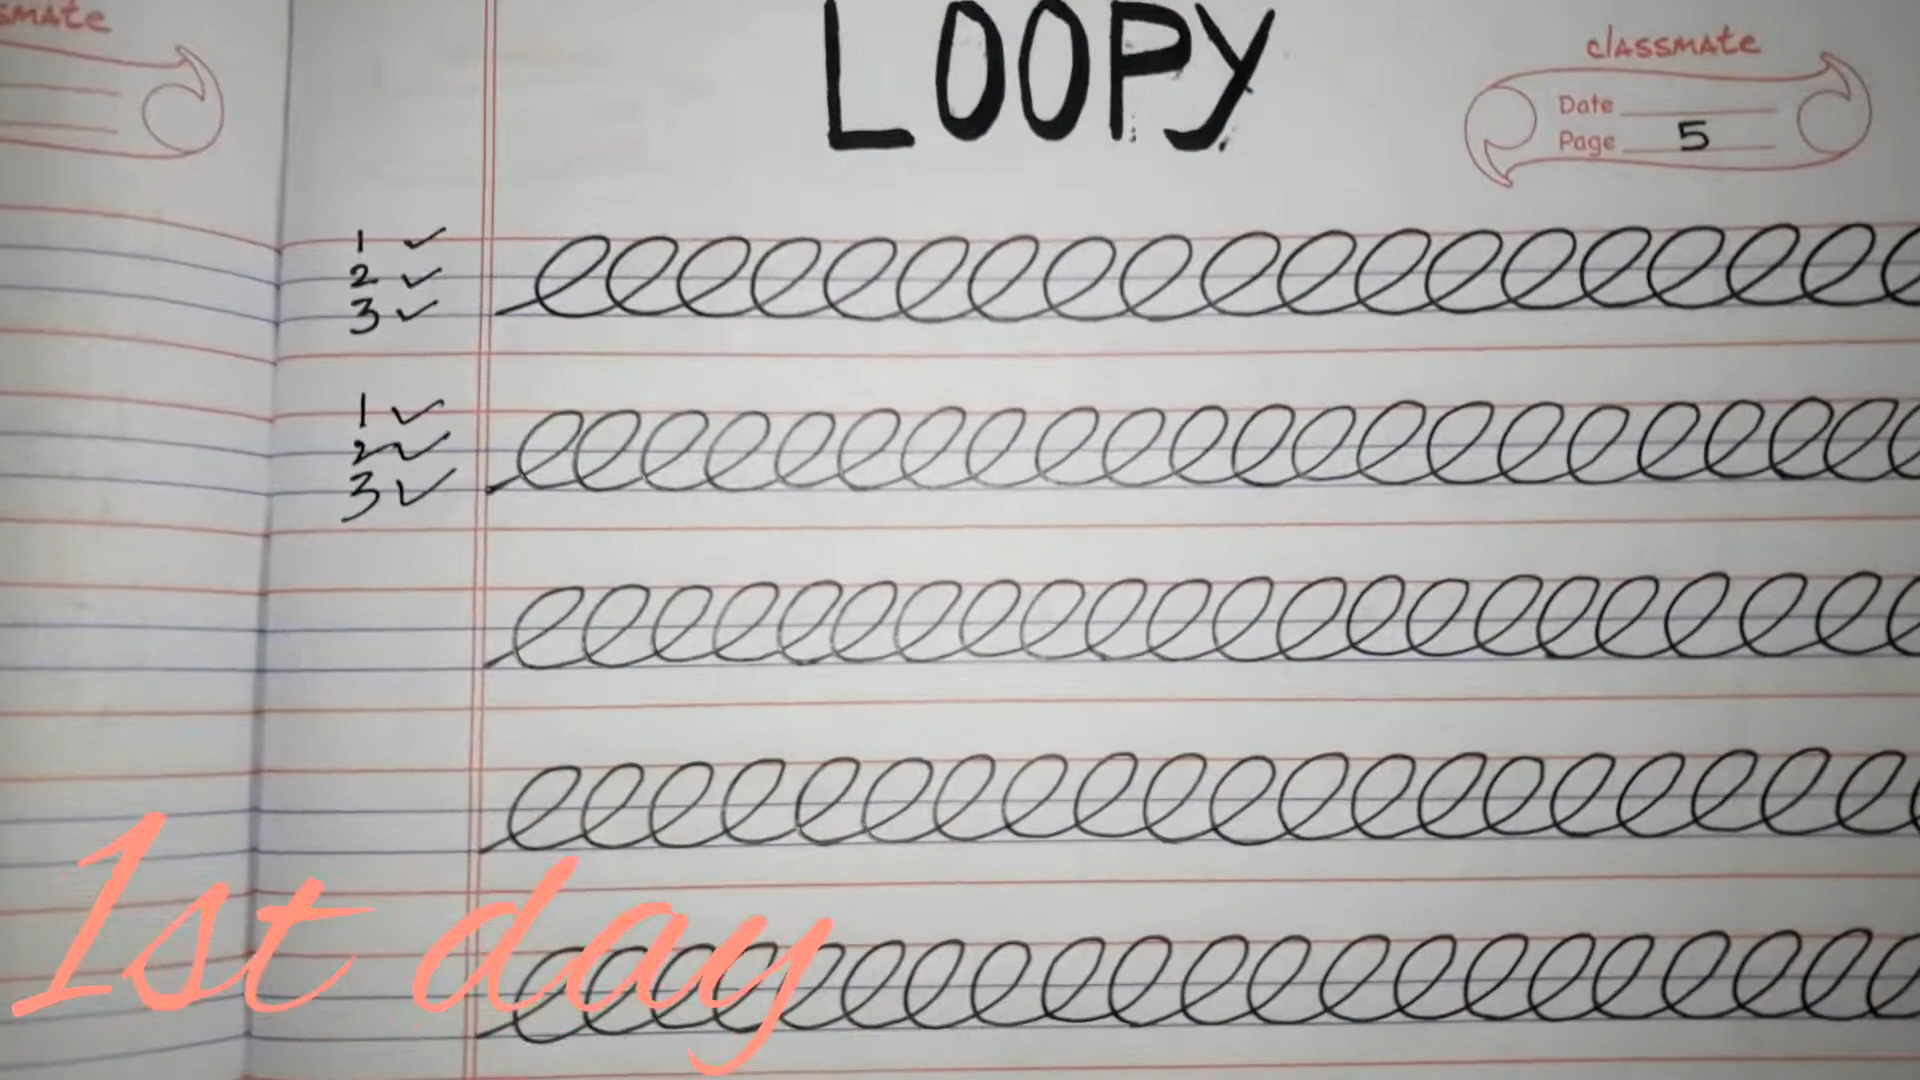 smate
LOOPY
classmate
Date
Page 5
1 ✓
2 ✓
3 ✓
1 ✓
2 ✓
3 ✓
1st day